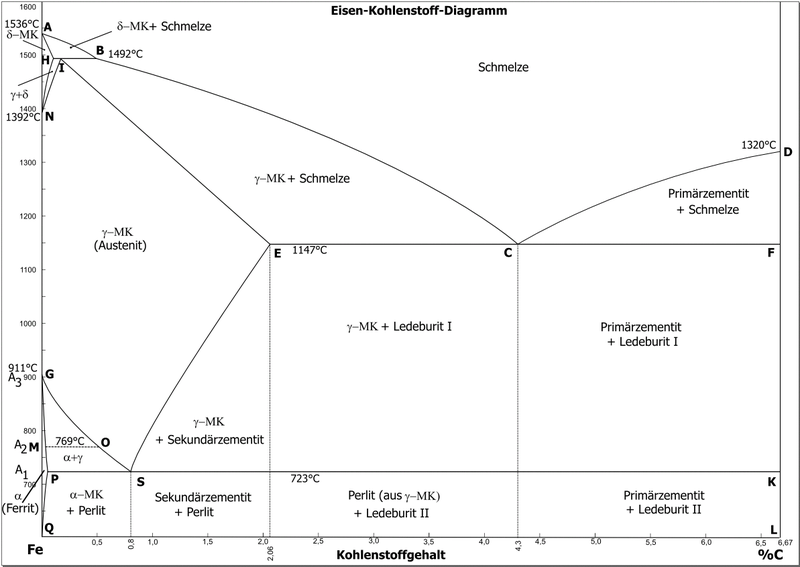 Eisen-Kohlenstoff-Diagramm
1600
A
1536°C
δ–MK+ Schmelze
δ–MK
B
1492°C
1500
H
I
Schmelze
γ+δ
1400
N
1392°C
1320°C
D
1300
γ–MK + Schmelze
Primärzementit
+ Schmelze
1200
γ–MK
(Austenit)
1100
E
1147°C
C
F
1000
γ–MK + Ledeburit I
Primärzementit
+ Ledeburit I
911°C
A3
G
900
γ–MK
+ Sekundärzementit
800
A2 M
769°C
O
α+γ
A1
P
S
723°C
K
700
α
(Ferrit)
α–MK
+ Perlit
Sekundärzementit
+ Perlit
Perlit (aus γ–MK)
+ Ledeburit II
Primärzementit
+ Ledeburit II
Q
L
Fe
0,5
0,8
1,0
1,5
2,0
2,06
2,5
3,0
3,5
4,0
4,3
4,5
5,0
5,5
6,0
6,5
6,67
Kohlenstoffgehalt
%C